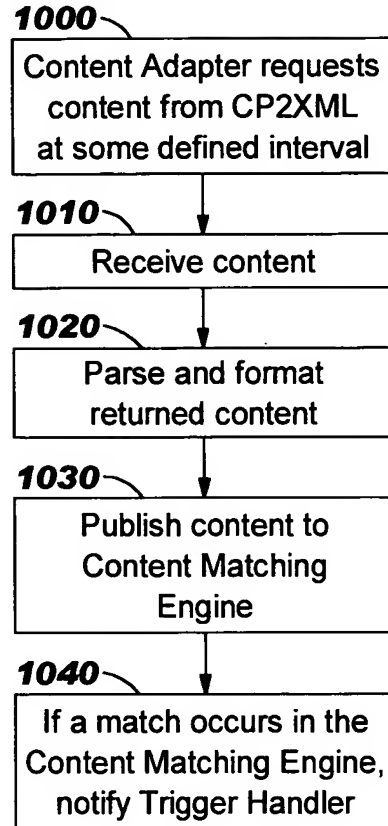 1000
Content Adapter requests
content from CP2XML
at some defined interval
1010
Receive content
1020
Parse and format
returned content
1030
Publish content to
Content Matching
Engine
1040
If a match occurs in the
Content Matching Engine,
notify Trigger Handler